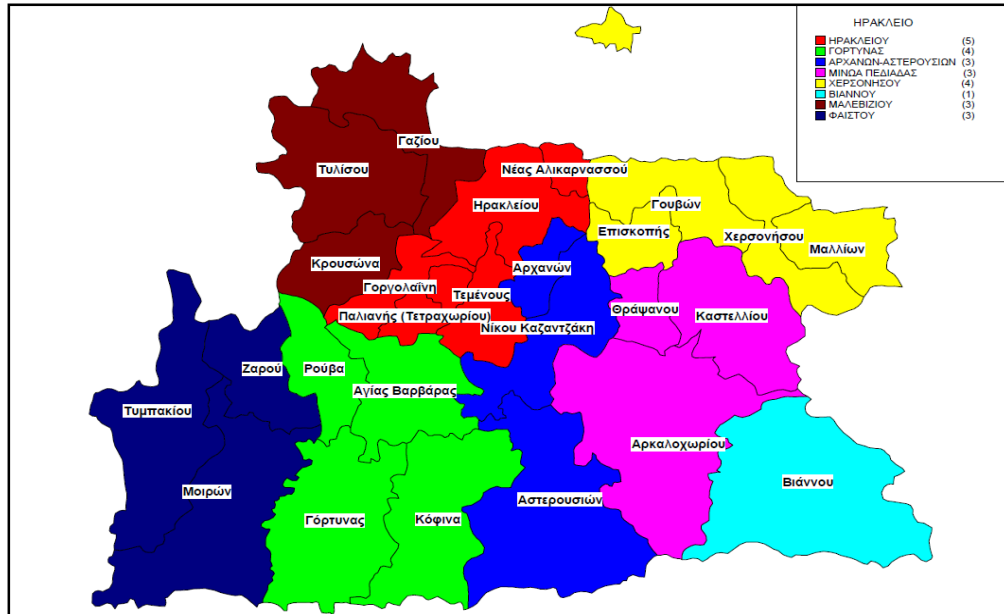 ΗΡΑΚΛΕΙΟ
ΗΡΑΚΛΕΙΟΥ (5)
ΓΟΡΤΥΝΑΣ (4)
ΑΡΧΑΝΩΝ-ΑΣΤΕΡΟΥΣΙΩΝ (3)
ΜΙΝΩΑ ΠΕΔΙΑΔΑΣ (3)
ΧΕΡΣΟΝΗΣΟΥ (4)
ΒΙΑΝΝΟΥ (1)
ΜΑΛΕΒΙΖΙΟΥ (3)
ΦΑΙΣΤΟΥ (3)
Γαζίου
Τυλίσου
Νέας Αλικαρνασσού
Ηρακλείου
Γουβών
Επισκοπής
Χερσονήσου
Μαλλίων
Κρουσώνα
Αρχανών
Γοργολαΐνη
Τεμένους
Θράψανου
Καστελλίου
Παλιανής (Τετραχωρίου)
Νίκου Καζαντζάκη
Ζαρού
Ρούβα
Αγίας Βαρβάρας
Τυμπακίου
Αρκαλοχωρίου
Βιάννου
Μοιρών
Γόρτυνας
Κόφινα
Αστερουσιών